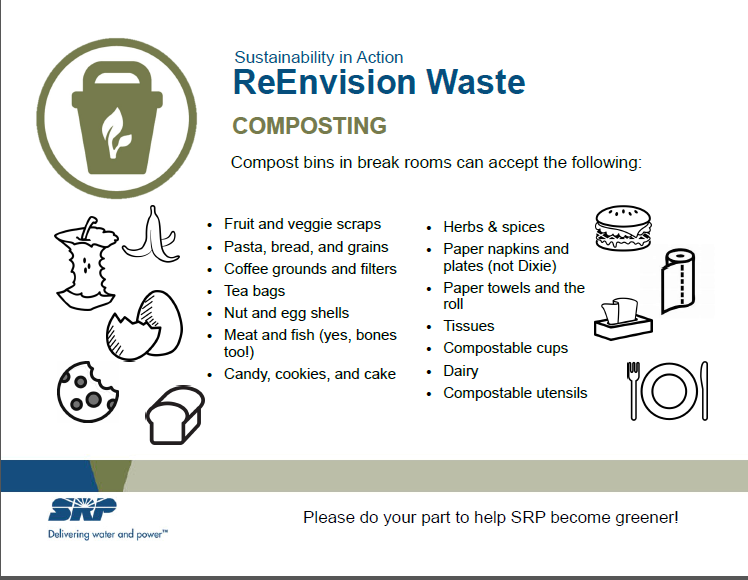 Sustainability in Action
ReEnvision Waste
COMPOSTING
Compost bins in break rooms can accept the following:
• Fruit and veggie scraps
• Pasta, bread, and grains
• Coffee grounds and filters
• Tea bags
• Nut and egg shells
• Meat and fish (yes, bones
too!)
• Candy, cookies, and cake
• Herbs & spices
• Paper napkins and
plates (not Dixie)
• Paper towels and the
roll
• Tissues
• Compostable cups
• Dairy
• Compostable utensils
SRP
Delivering water and power™
Please do your part to help SRP become greener!